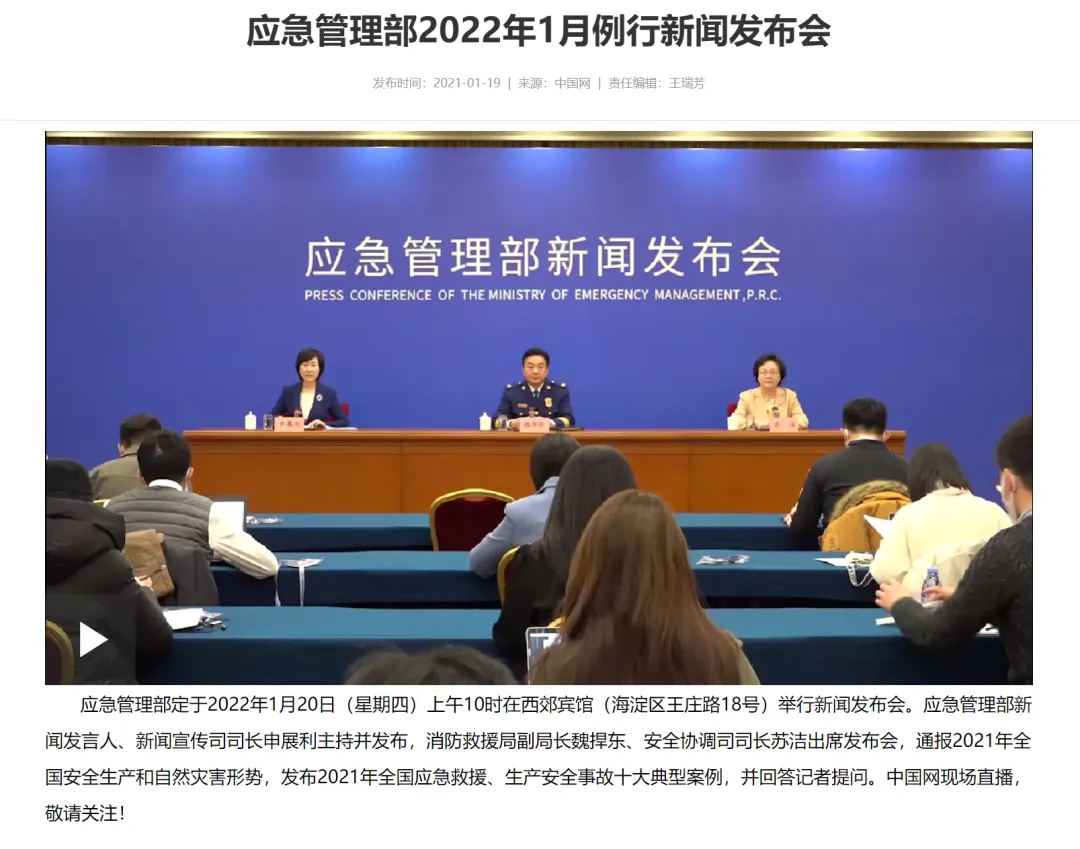 应急管理部2022年1月例行新闻发布会
发布时间：2021-01-19 | 来源：中国网 | 责任编辑：王瑞芳
应急管理部新闻发布会
PRESS CONFERENCE OF THE MINISTRY OF EMERGENCY MANAGEMENT,P.R.C.
申展利
应急管理部定于2022年1月20日（星期四）上午10时在西郊宾馆（海淀区王庄路18号）举行新闻发布会。应急管理部新
闻发言人、新闻宣传司司长申展利主持并发布，消防救援局副局长魏捍东、安全协调司司长苏洁出席发布会，通报2021年全
国安全生产和自然灾害形势，发布2021年全国应急救援、生产安全事故十大典型案例，并回答记者提问。中国网现场直播，
敬请关注！